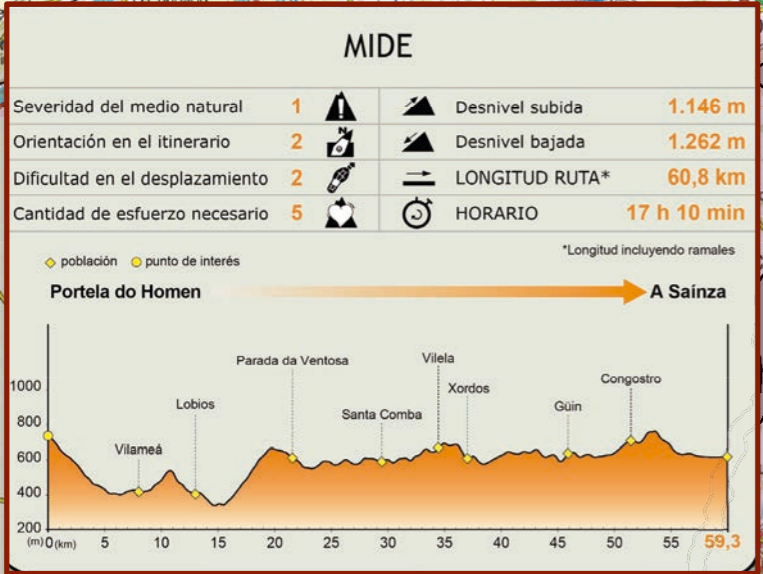 MIDE
Severidad del medio natural 1
Desnivel subida 1.146 m
Orientación en el itinerario 2
N
Desnivel bajada 1.262 m
Dificultad en el desplazamiento 2
LONGITUD RUTA* 60,8 km
Cantidad de esfuerzo necesario 5
HORARIO 17 h 10 min
*Longitud incluyendo ramales
población punto de interés
Portela do Homen A Saínza
Vilela
Parada da Ventosa
Congostro
1000
Xordos
Lobios
Güin
Santa Comba
800
Vilameá
600
400
200
(m) 0 (km) 5 10 15 20 25 30 35 40 45 50 55 59,3